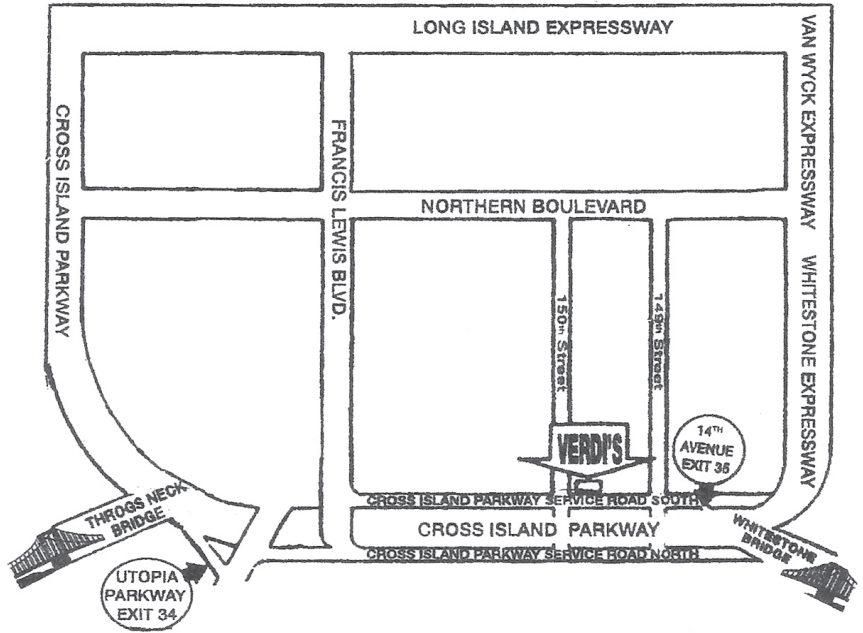 LONG ISLAND EXPRESSWAY
VAN WYCK EXPRESSWAY
CROSS ISLAND PARKWAY
FRANCIS LEWIS BLVD.
NORTHERN BOULEVARD
WHITESTONE EXPRESSWAY
150th Street
149th Street
VERDI'S
14TH
AVENUE
EXIT 35
CROSS ISLAND PARKWAY SERVICE ROAD SOUTH
THROGS NECK
BRIDGE
CROSS ISLAND PARKWAY
WHITESTONE
BRIDGE
CROSS ISLAND PARKWAY SERVICE ROAD NORTH
UTOPIA
PARKWAY
EXIT 34